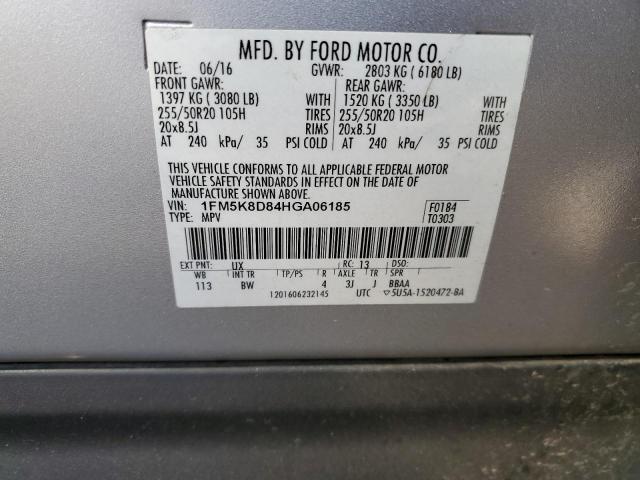 MFD. BY FORD MOTOR CO.
DATE: 06/16 GVWR: 2803 KG ( 6180 LB)
FRONT GAWR: REAR GAWR:
1397 KG ( 3080 LB) WITH 1520 KG ( 3350 LB) WITH
255/50R20 105H TIRES 255/50R20 105H TIRES
20x8.5J RIMS 20x8.5J RIMS
AT 240 kPa/ 35 PSI COLD AT 240 kPa/ 35 PSI COLD
THIS VEHICLE CONFORMS TO ALL APPLICABLE FEDERAL MOTOR
VEHICLE SAFETY STANDARDS IN EFFECT ON THE DATE OF
MANUFACTURE SHOWN ABOVE.
VIN: 1FM5K8D84HGA06185 F0184
TYPE: MPV T0303
EXT PNT: UX RC: 13 DSO:
WB INT TR TP/PS R AXLE TR SPR
113 BW 4 3J J BBAA
1201606232145 UTC ▽5U5A-1520472-BA